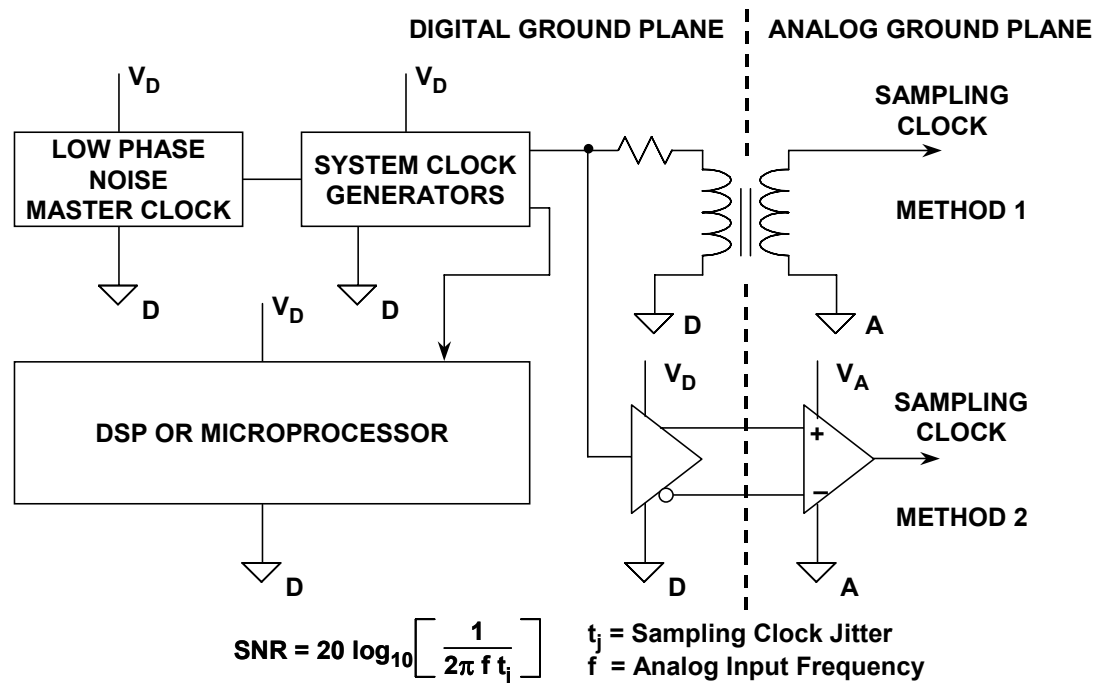 DIGITAL GROUND PLANE
ANALOG GROUND PLANE
V_D
V_D
SAMPLING
CLOCK
LOW PHASE
NOISE
MASTER CLOCK
SYSTEM CLOCK
GENERATORS
METHOD 1
D
D
V_D
D
A
V_D
V_A
DSP OR MICROPROCESSOR
SAMPLING
CLOCK
+
–
METHOD 2
D
D
A
SNR = 20 log₁₀[ 1 / 2π f t_j ]
t_j = Sampling Clock Jitter
f = Analog Input Frequency